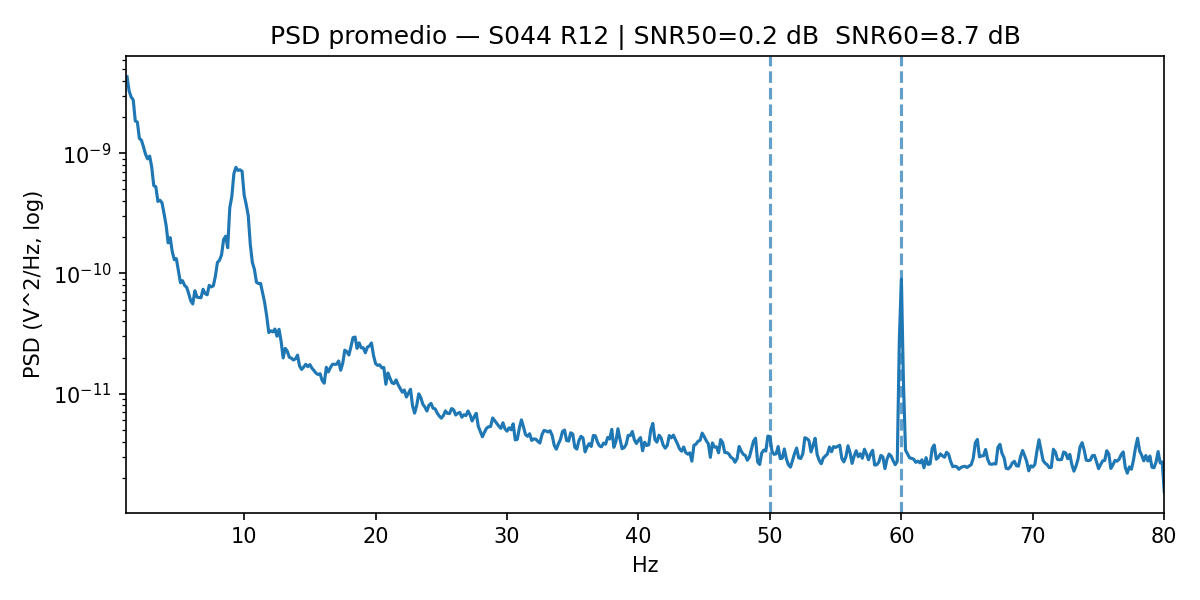 PSD promedio — S044 R12 | SNR50=0.2 dB  SNR60=8.7 dB
PSD (V^2/Hz, log)
10⁻⁹
10⁻¹⁰
10⁻¹¹
10 20 30 40 50 60 70 80
Hz